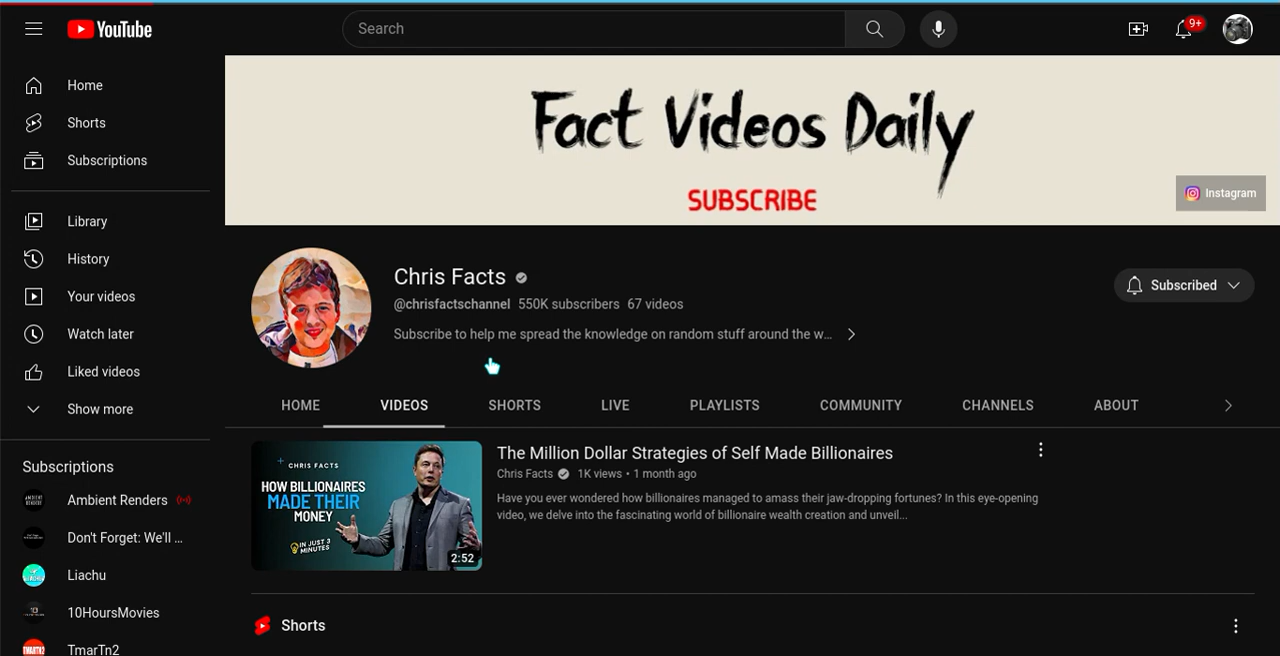 YouTube
Search
9+
Home
Shorts
Subscriptions
Library
History
Your videos
Watch later
Liked videos
Show more
Subscriptions
Ambient Renders
Don't Forget: We'll ...
Liachu
10HoursMovies
TmarTn2
Fact Videos Daily
SUBSCRIBE
Instagram
Chris Facts
@chrisfactschannel 550K subscribers 67 videos
Subscribe to help me spread the knowledge on random stuff around the w...
Subscribed
HOME VIDEOS SHORTS LIVE PLAYLISTS COMMUNITY CHANNELS ABOUT
CHRIS FACTS
HOW BILLIONAIRES
MADE THEIR
MONEY
IN JUST 3
MINUTES
2:52
The Million Dollar Strategies of Self Made Billionaires
Chris Facts 1K views • 1 month ago
Have you ever wondered how billionaires managed to amass their jaw-dropping fortunes? In this eye-opening
video, we delve into the fascinating world of billionaire wealth creation and unveil...
Shorts